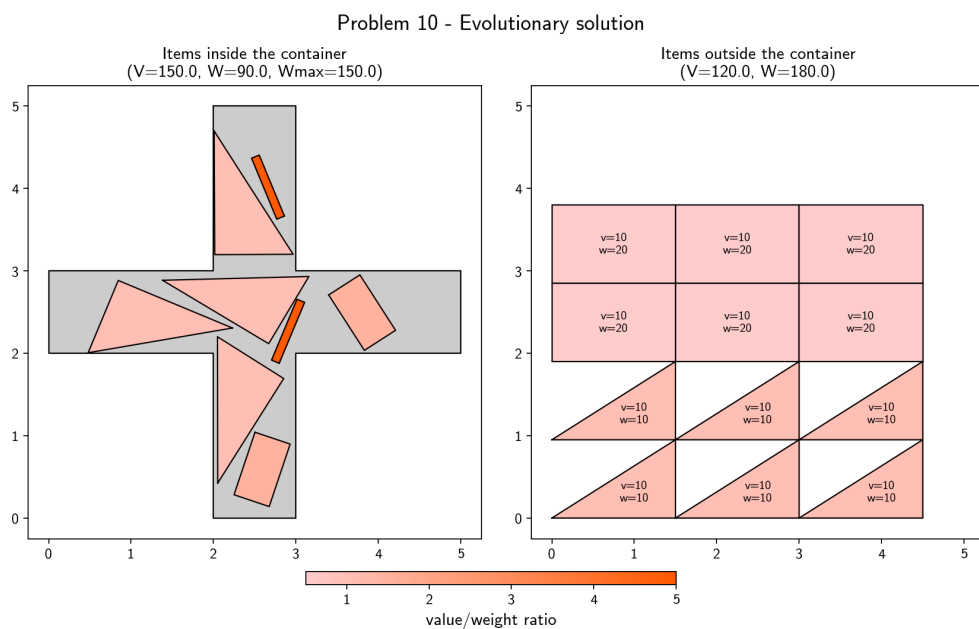 Problem 10 - Evolutionary solution
Items inside the container
(V=150.0, W=90.0, Wmax=150.0)
Items outside the container
(V=120.0, W=180.0)
5
4
3
2
1
0
0 1 2 3 4 5
5
4
3
2
1
0
v=10
w=20
v=10
w=20
v=10
w=20
v=10
w=20
v=10
w=20
v=10
w=20
v=10
w=10
v=10
w=10
v=10
w=10
v=10
w=10
v=10
w=10
v=10
w=10
0 1 2 3 4 5
1 2 3 4 5
value/weight ratio